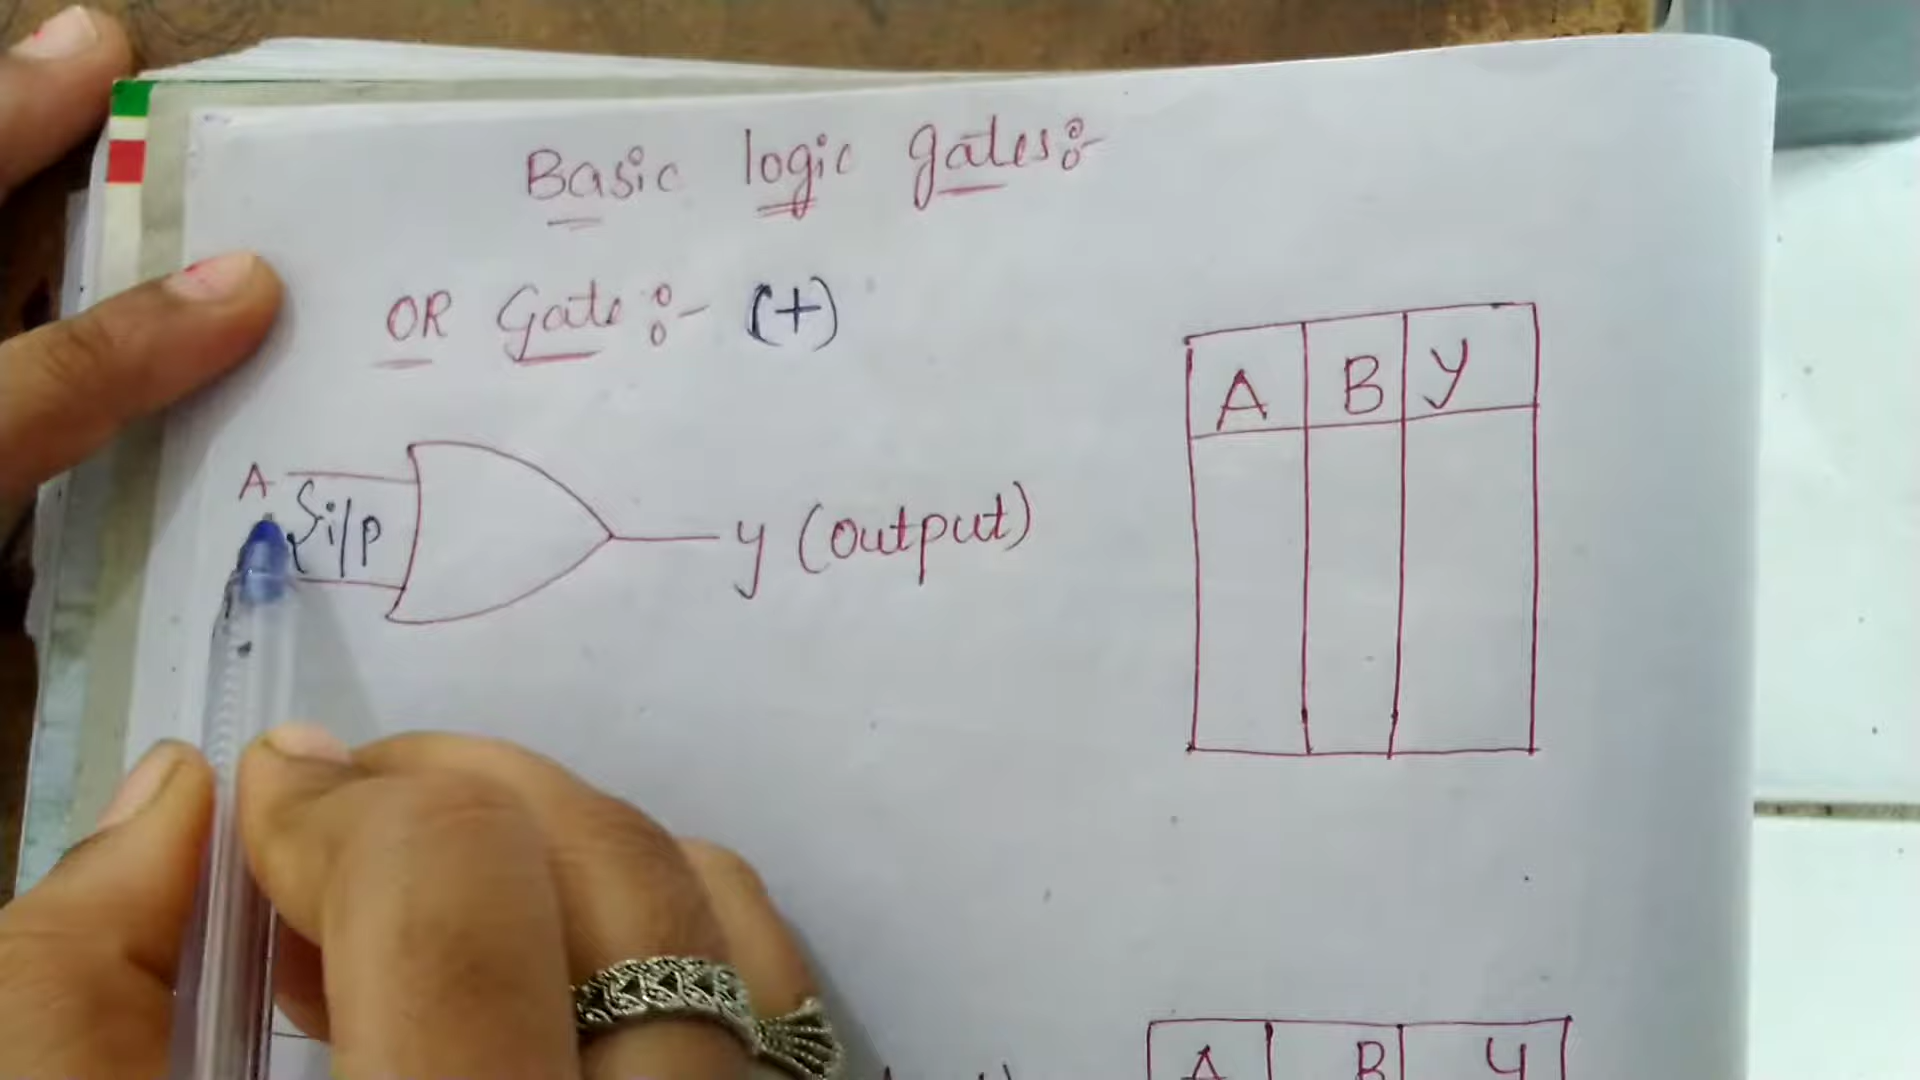 Basic logic gates:-
OR Gate:- (+)
A B y
A
i/p
y (output)
A B y